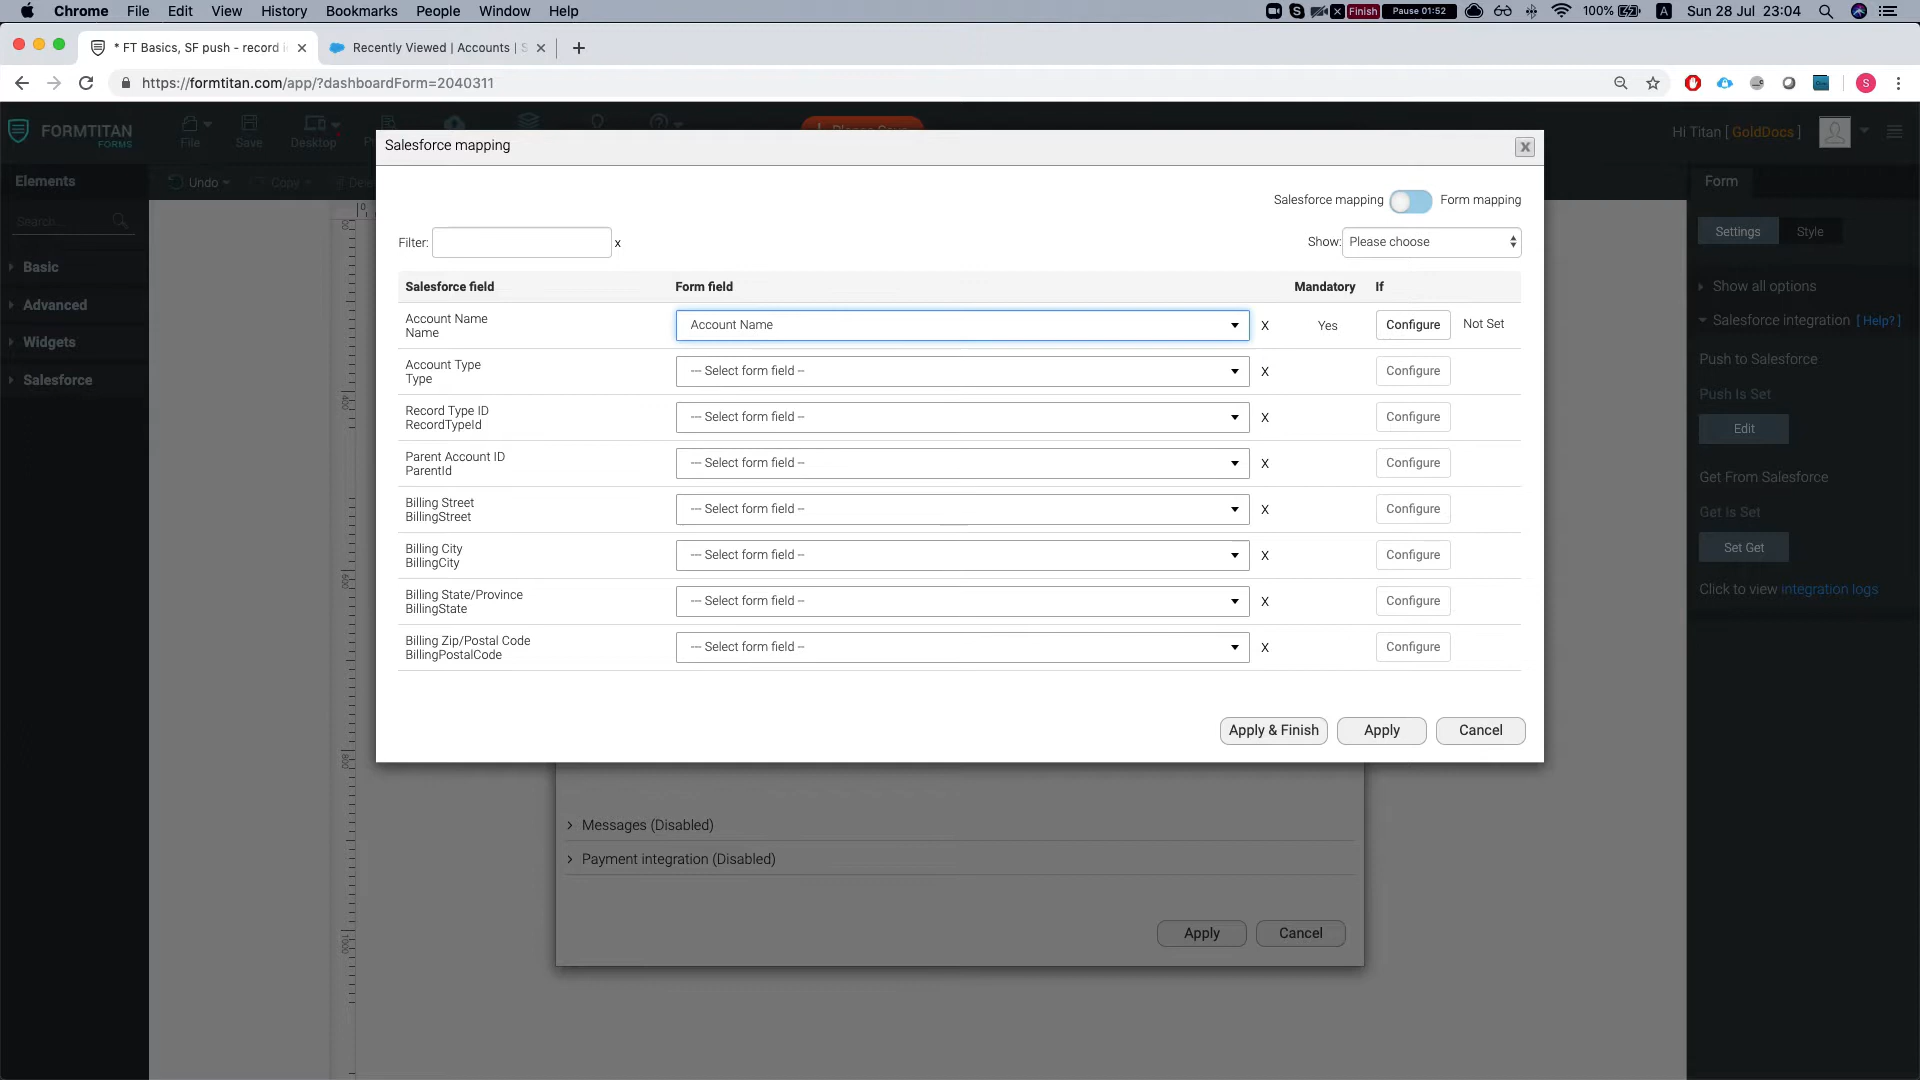 Chrome File Edit View History Bookmarks People Window Help
Finish Pause 01:52 100% A Sun 28 Jul 23:04
* FT Basics, SF push - record i
Recently Viewed | Accounts | S
https://formtitan.com/app/?dashboardForm=2040311
S
FORMTITAN
FORMS
File Save Desktop
Hi Titan [ GoldDocs ]
Salesforce mapping
X
Elements
Undo Copy
Form
Search...
Salesforce mapping Form mapping
Settings Style
Filter: x
Show: Please choose
Basic
Advanced
Widgets
Salesforce
Salesforce field Form field Mandatory If
Account Name
Name
Account Name X Yes Configure Not Set
Account Type
Type
--- Select form field -- X Configure
Record Type ID
RecordTypeId
--- Select form field -- X Configure
Parent Account ID
ParentId
--- Select form field -- X Configure
Billing Street
BillingStreet
--- Select form field -- X Configure
Billing City
BillingCity
--- Select form field -- X Configure
Billing State/Province
BillingState
--- Select form field -- X Configure
Billing Zip/Postal Code
BillingPostalCode
--- Select form field -- X Configure
Apply & Finish Apply Cancel
Show all options
Salesforce integration [ Help? ]
Push to Salesforce
Push Is Set
Edit
Get From Salesforce
Get Is Set
Set Get
Click to view integration logs
Messages (Disabled)
Payment integration (Disabled)
Apply Cancel